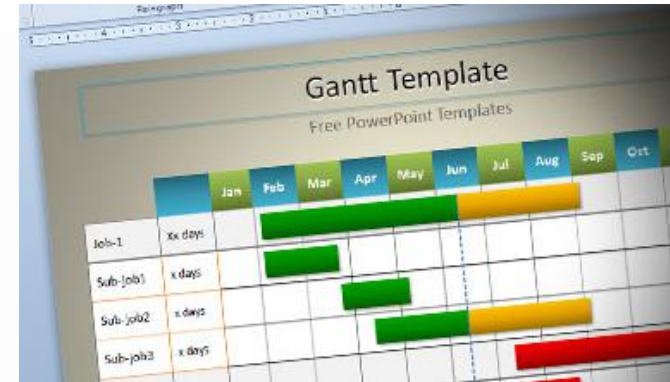 Paragraph
Gantt Template
Free PowerPoint Templates
Jan Feb Mar Apr May Jun Jul Aug Sep Oct
Job-1 Xx days
Sub-Job1 x days
Sub-Job2 x days
Sub-job3 x days